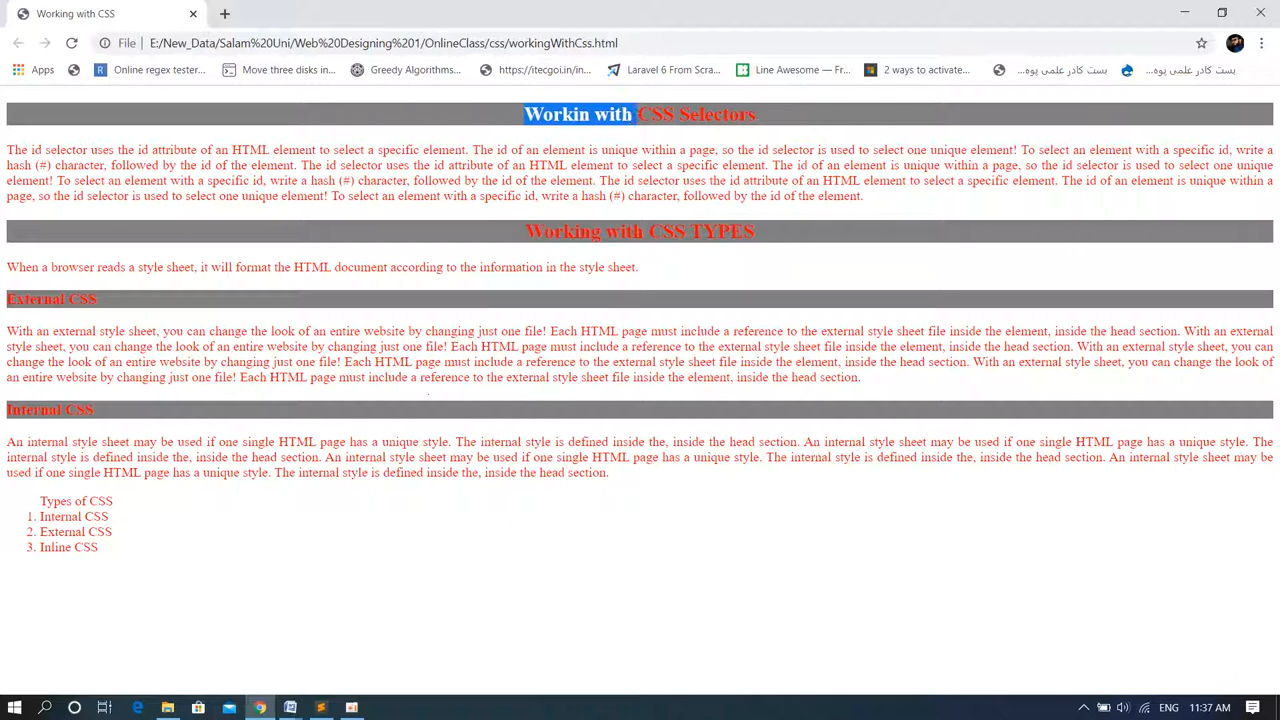 Working with CSS
File E:/New_Data/Salam%20Uni/Web%20Designing%201/OnlineClass/css/workingWithCss.html
Apps Online regex tester... Move three disks in... Greedy Algorithms... https://itecgoi.in/in... Laravel 6 From Scra... Line Awesome — Fr... 2 ways to activate... بست کادر علمی پوه... بست کادر علمی پوه...
Workin with CSS Selectors
The id selector uses the id attribute of an HTML element to select a specific element. The id of an element is unique within a page, so the id selector is used to select one unique element! To select an element with a specific id, write a
hash (#) character, followed by the id of the element. The id selector uses the id attribute of an HTML element to select a specific element. The id of an element is unique within a page, so the id selector is used to select one unique
element! To select an element with a specific id, write a hash (#) character, followed by the id of the element. The id selector uses the id attribute of an HTML element to select a specific element. The id of an element is unique within a
page, so the id selector is used to select one unique element! To select an element with a specific id, write a hash (#) character, followed by the id of the element.
Working with CSS TYPES
When a browser reads a style sheet, it will format the HTML document according to the information in the style sheet.
External CSS
With an external style sheet, you can change the look of an entire website by changing just one file! Each HTML page must include a reference to the external style sheet file inside the element, inside the head section. With an external
style sheet, you can change the look of an entire website by changing just one file! Each HTML page must include a reference to the external style sheet file inside the element, inside the head section. With an external style sheet, you can
change the look of an entire website by changing just one file! Each HTML page must include a reference to the external style sheet file inside the element, inside the head section. With an external style sheet, you can change the look of
an entire website by changing just one file! Each HTML page must include a reference to the external style sheet file inside the element, inside the head section.
Internal CSS
An internal style sheet may be used if one single HTML page has a unique style. The internal style is defined inside the, inside the head section. An internal style sheet may be used if one single HTML page has a unique style. The
internal style is defined inside the, inside the head section. An internal style sheet may be used if one single HTML page has a unique style. The internal style is defined inside the, inside the head section. An internal style sheet may be
used if one single HTML page has a unique style. The internal style is defined inside the, inside the head section.
Types of CSS
1. Internal CSS
2. External CSS
3. Inline CSS
ENG 11:37 AM